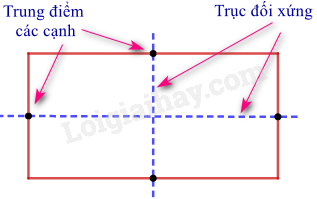 Trung điểm
các cạnh
Trục đối xứng
Loigiaihay.com